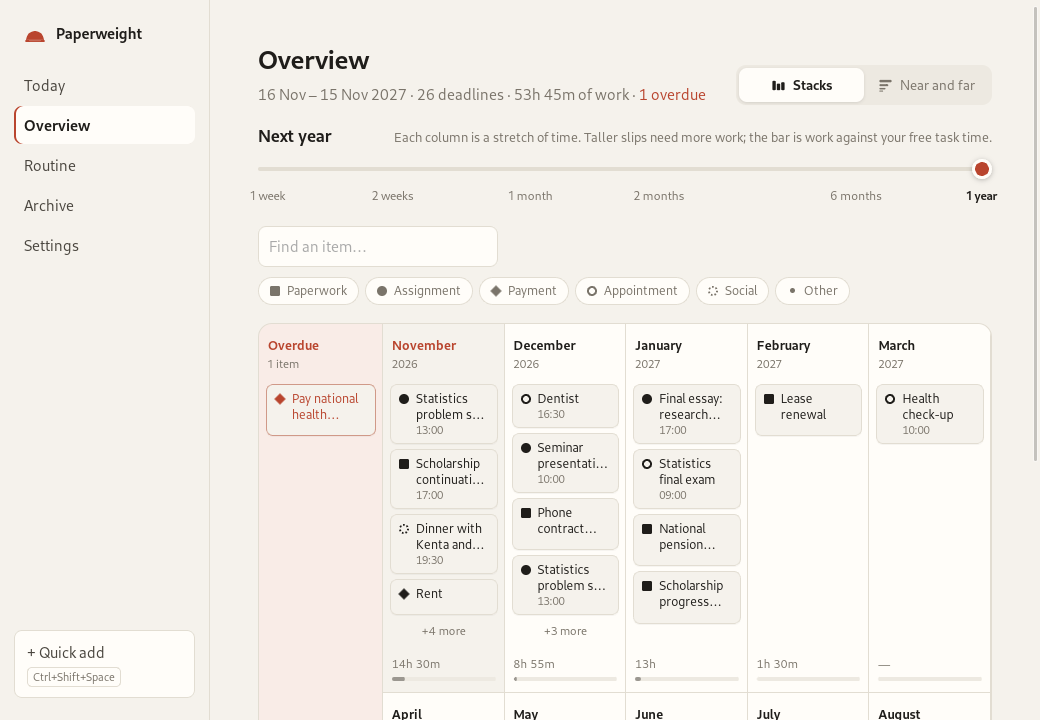 Paperweight
Today
Overview
Routine
Archive
Settings
+ Quick add
Ctrl+Shift+Space
Overview
16 Nov – 15 Nov 2027 · 26 deadlines · 53h 45m of work · 1 overdue
Stacks
Near and far
Next year
Each column is a stretch of time. Taller slips need more work; the bar is work against your free task time.
1 week
2 weeks
1 month
2 months
6 months
1 year
Find an item…
Paperwork
Assignment
Payment
Appointment
Social
Other
Overdue
1 item
Pay national
health…
November
2026
Statistics
problem s…
13:00
Scholarship
continuati…
17:00
Dinner with
Kenta and…
19:30
Rent
+4 more
14h 30m
December
2026
Dentist
16:30
Seminar
presentati…
10:00
Phone
contract…
Statistics
problem s…
13:00
+3 more
8h 55m
January
2027
Final essay:
research…
17:00
Statistics
final exam
09:00
National
pension…
Scholarship
progress…
13h
February
2027
Lease
renewal
1h 30m
March
2027
Health
check-up
10:00
—
April
May
June
July
August